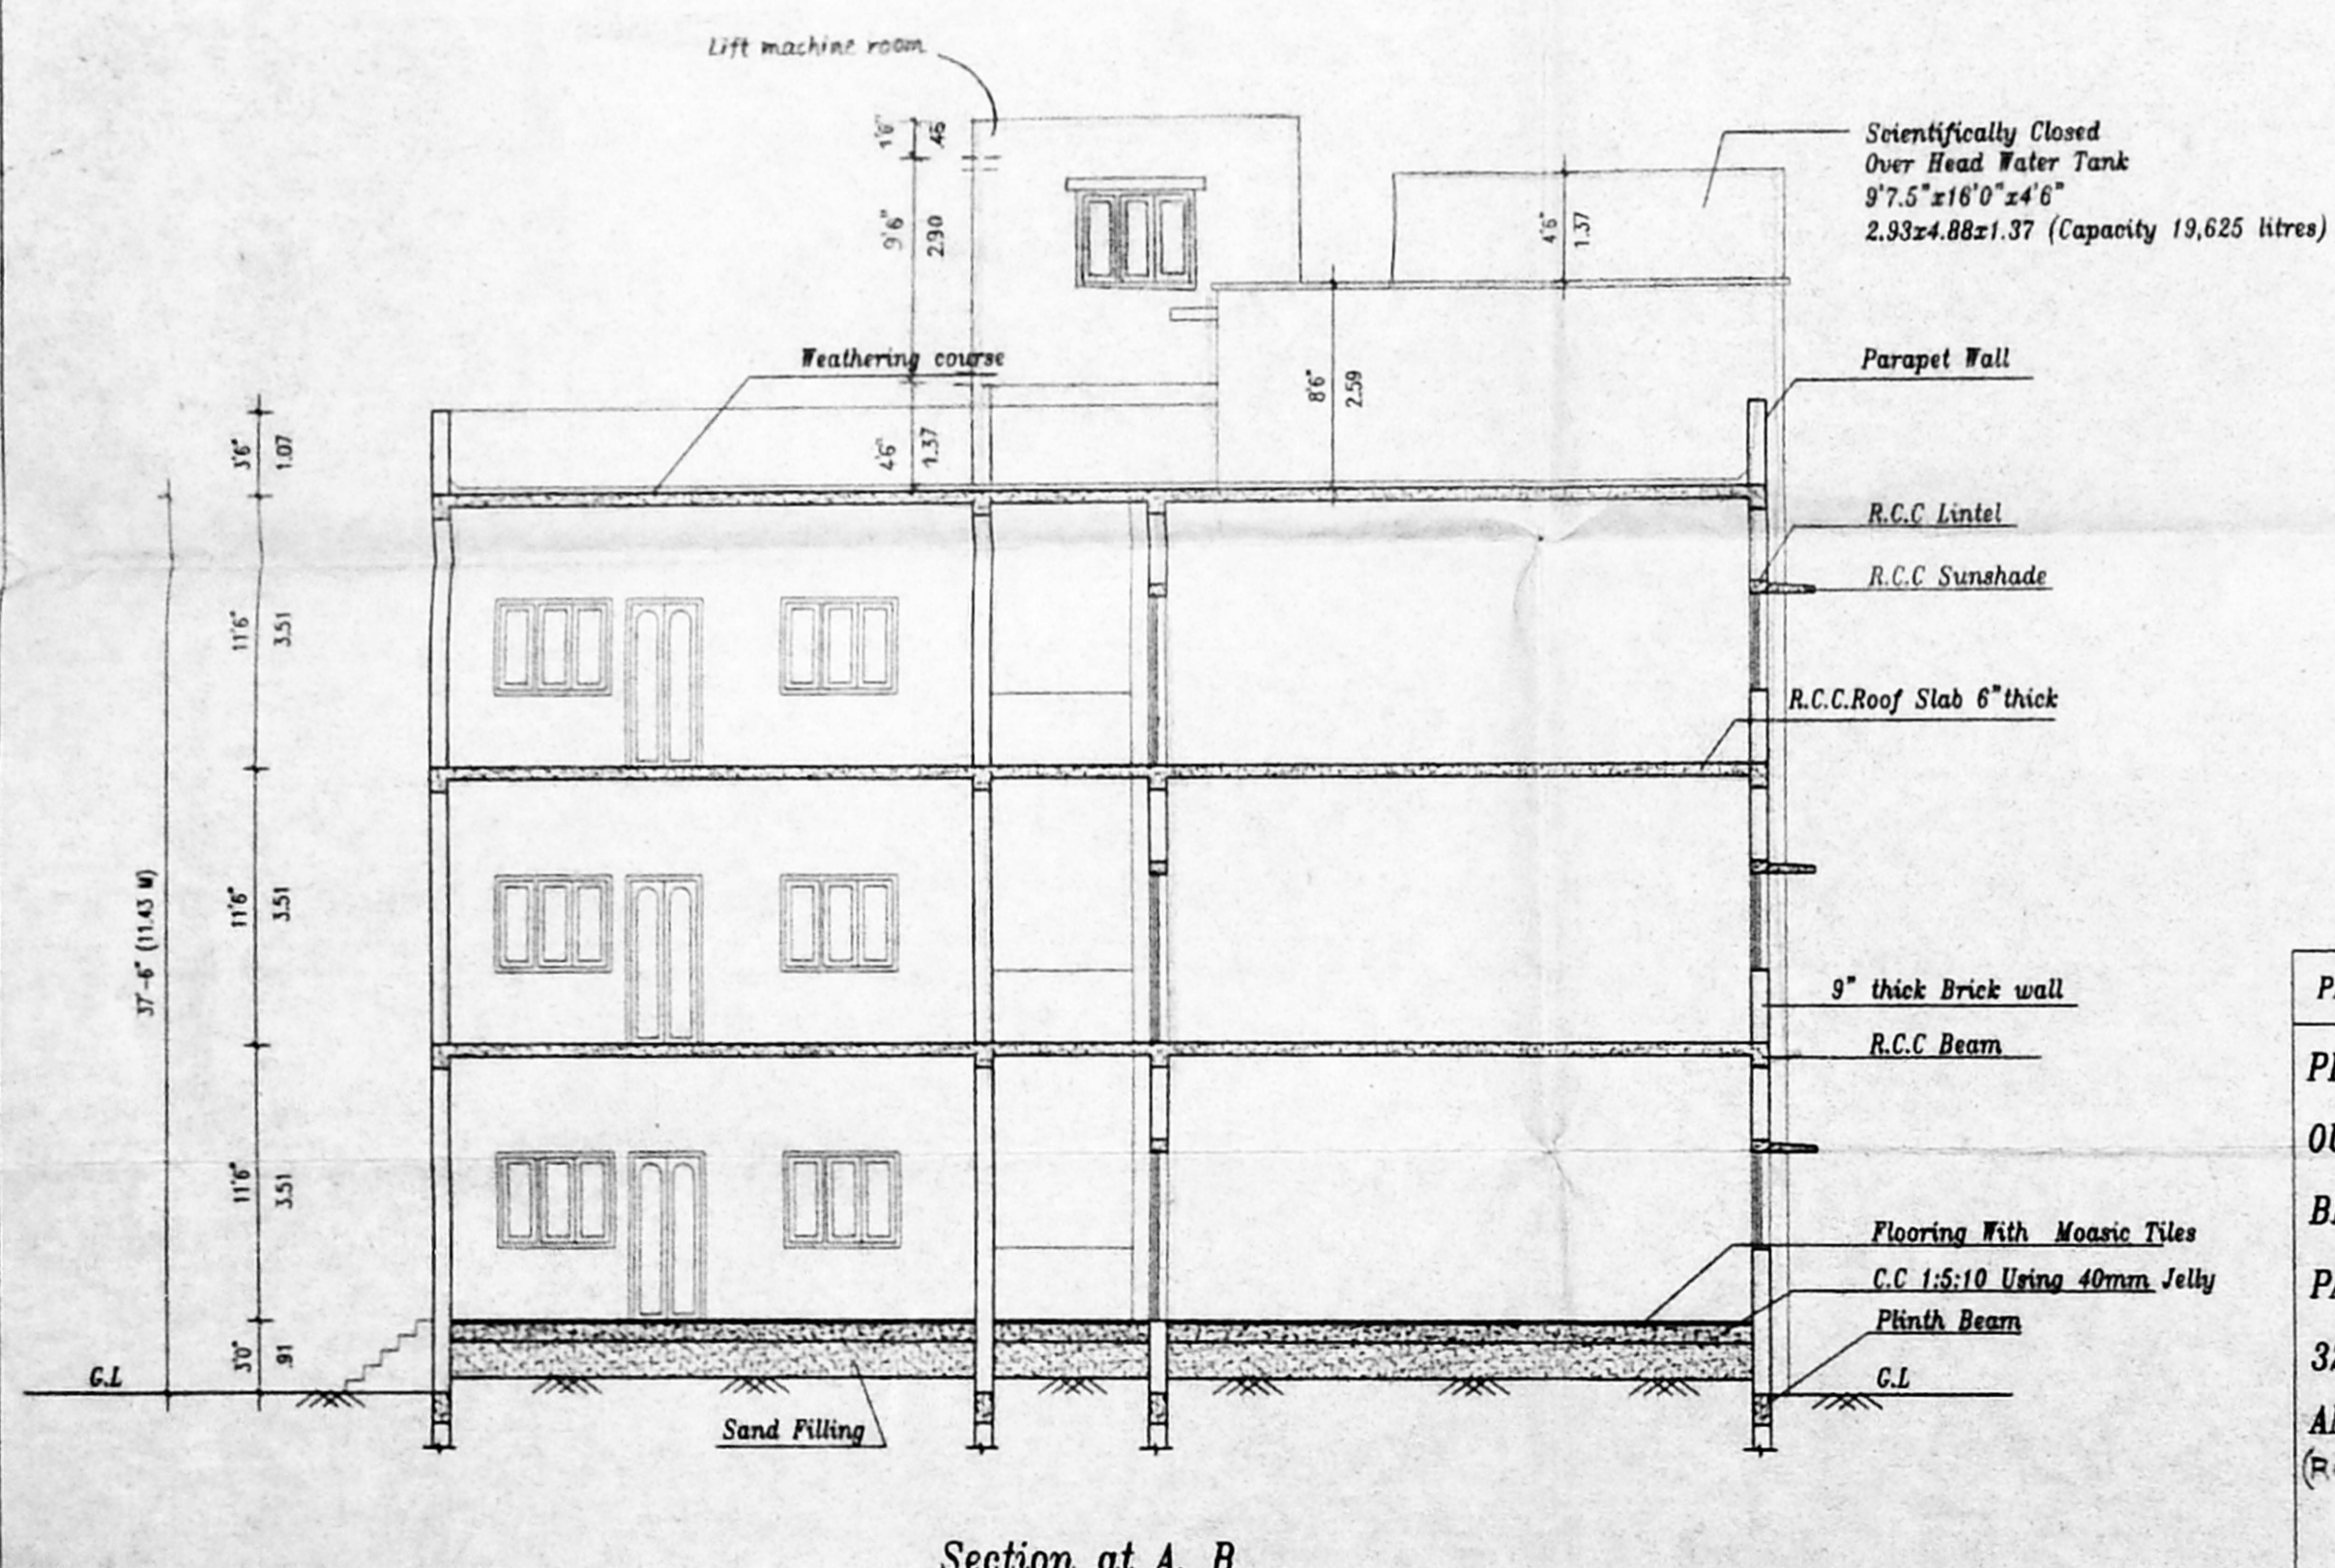 Lift machine room
1'6"
.46
9'6"
2.90
4'6"
1.37
Scientifically Closed
Over Head Water Tank
9'7.5"x16'0"x4'6"
2.93x4.88x1.37 (Capacity 19,625 litres)
4'6"
1.37
Weathering course
8'6"
2.59
Parapet Wall
3'6"
1.07
R.C.C Lintel
R.C.C Sunshade
11'6"
3.51
R.C.C.Roof Slab 6"thick
37'-6" (11.43 M)
11'6"
3.51
9" thick Brick wall
R.C.C Beam
11'6"
3.51
Flooring With Moasic Tiles
C.C 1:5:10 Using 40mm Jelly
Plinth Beam
3'0"
.91
G.L
G.L
Sand Filling
Section at A B